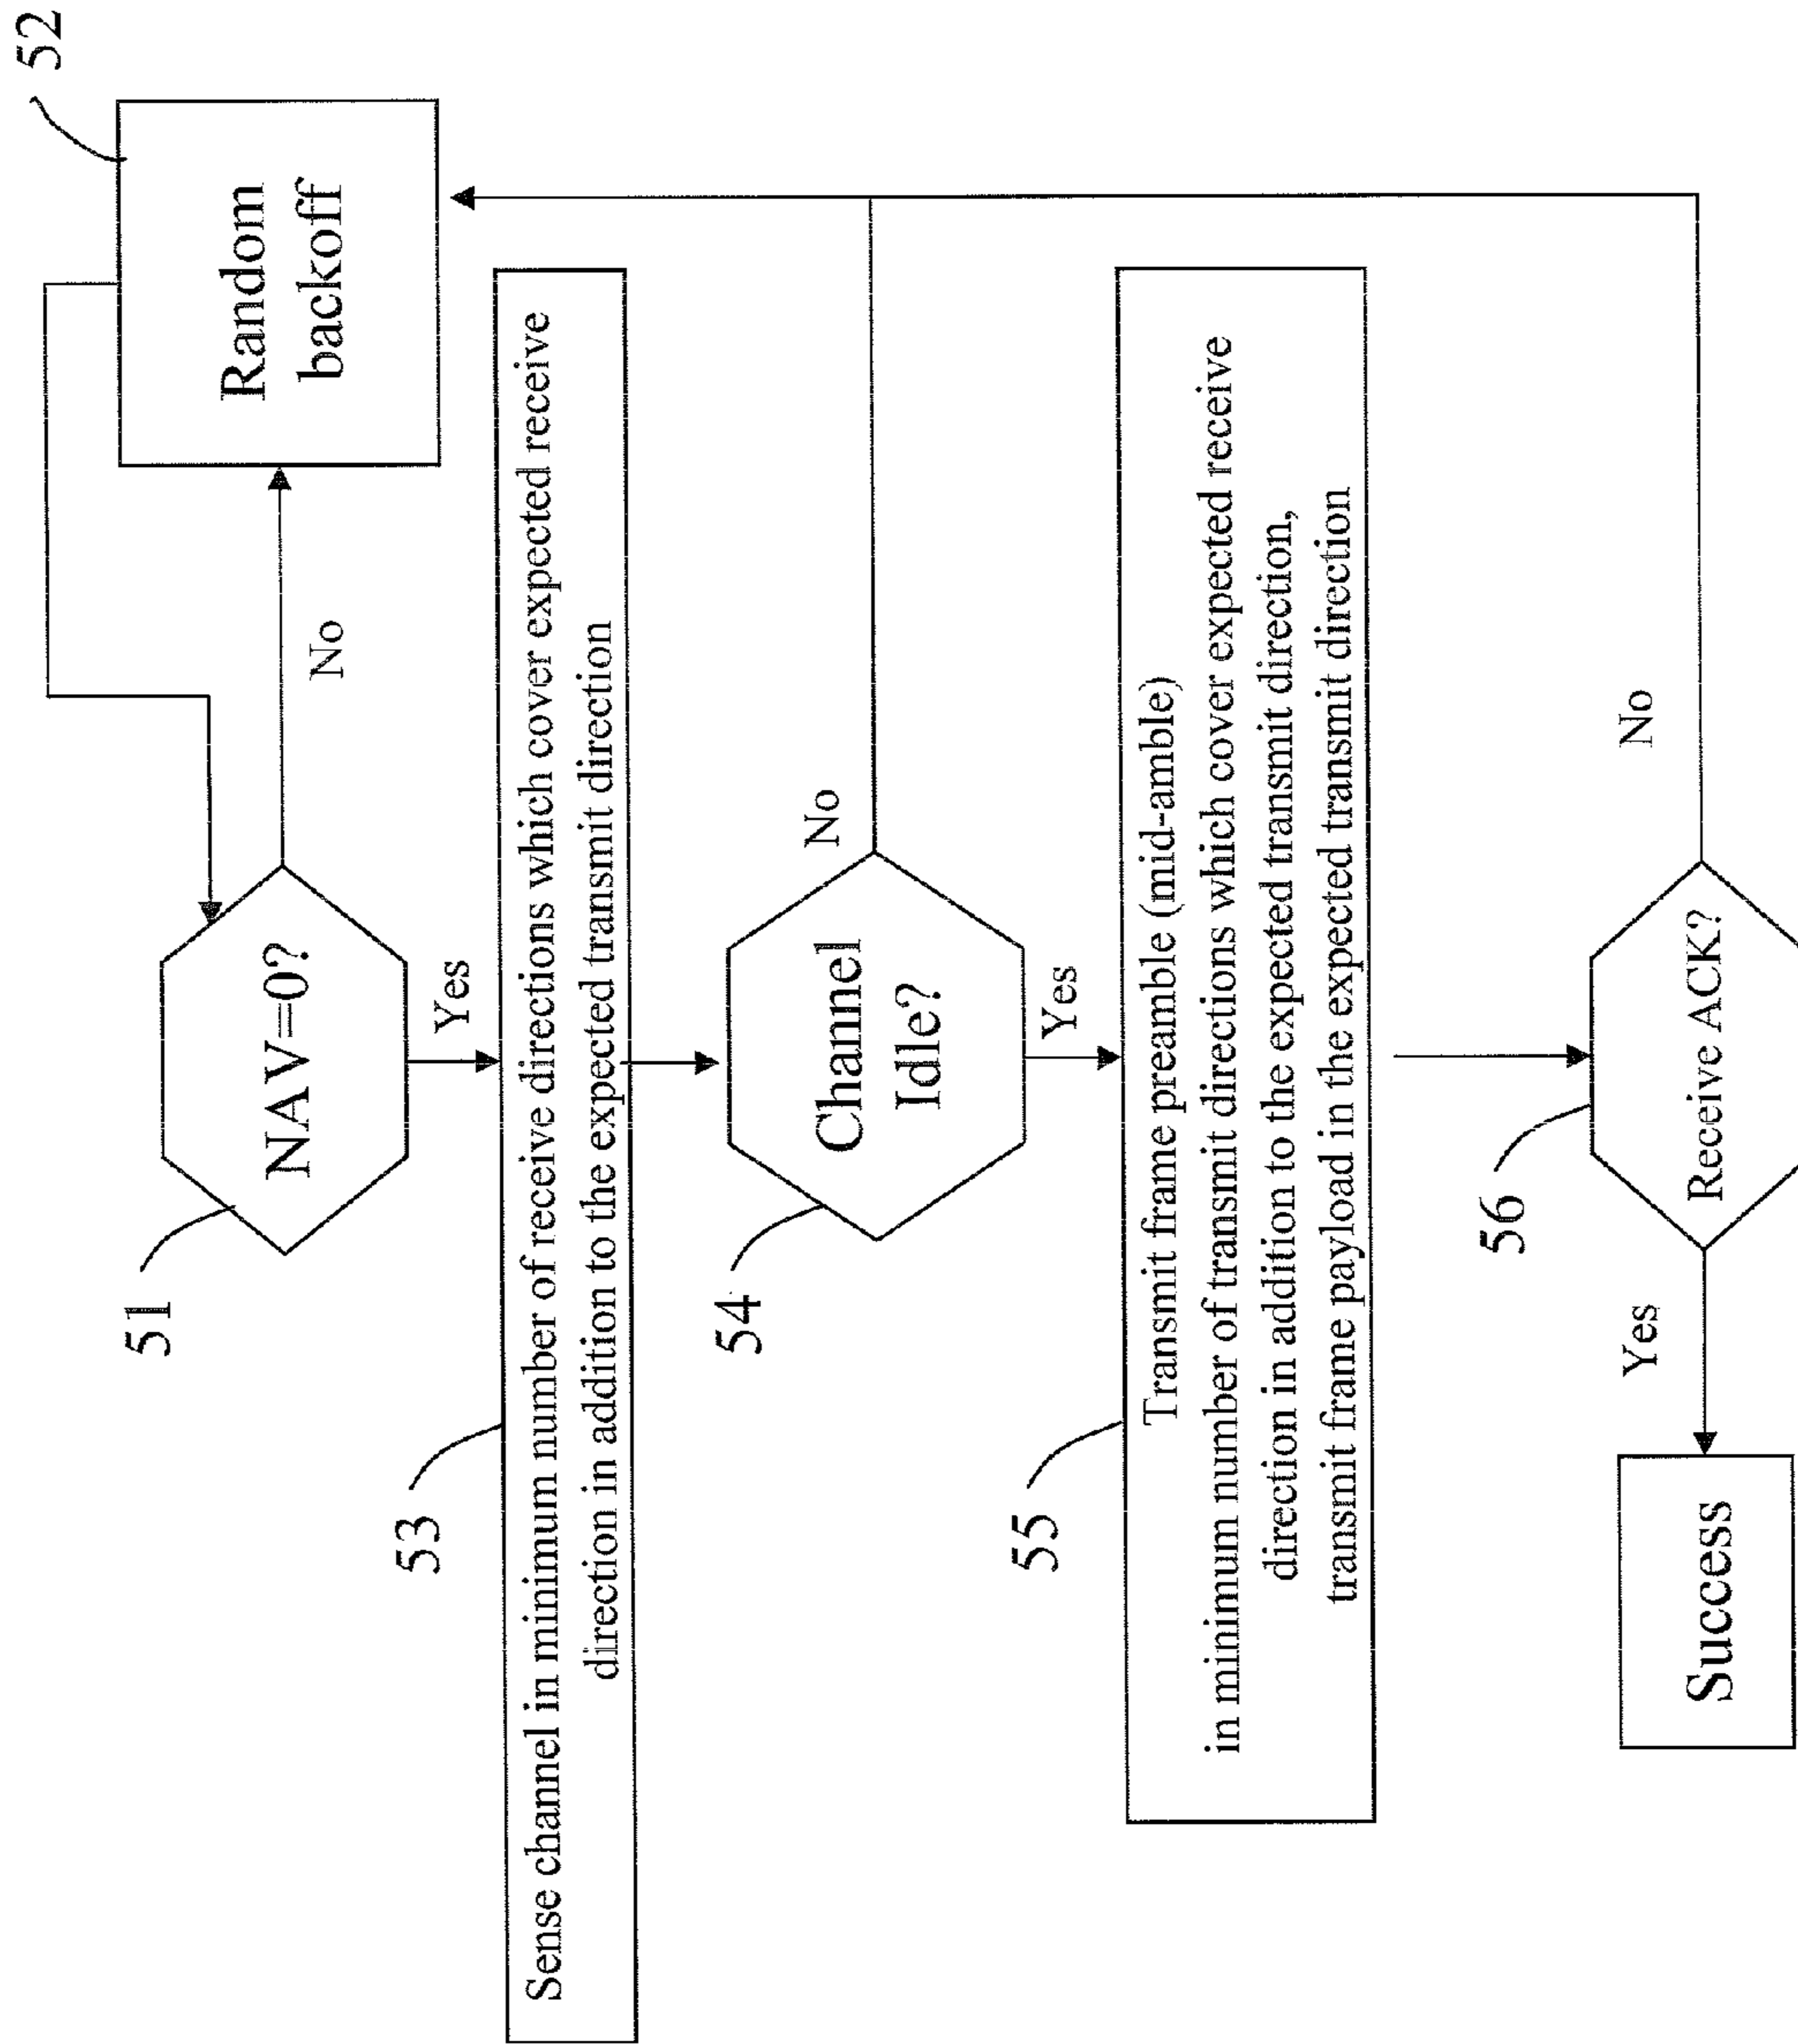 52
Random
backoff
No
NAV=0?
51
Yes
53
Sense channel in minimum number of receive directions which cover expected receive
direction in addition to the expected transmit direction
Channel
Idle?
54
No
Yes
55
Transmit frame preamble (mid-amble)
in minimum number of transmit directions which cover expected receive
direction in addition to the expected transmit direction,
transmit frame payload in the expected transmit direction
56
Receive ACK?
No
Yes
Success